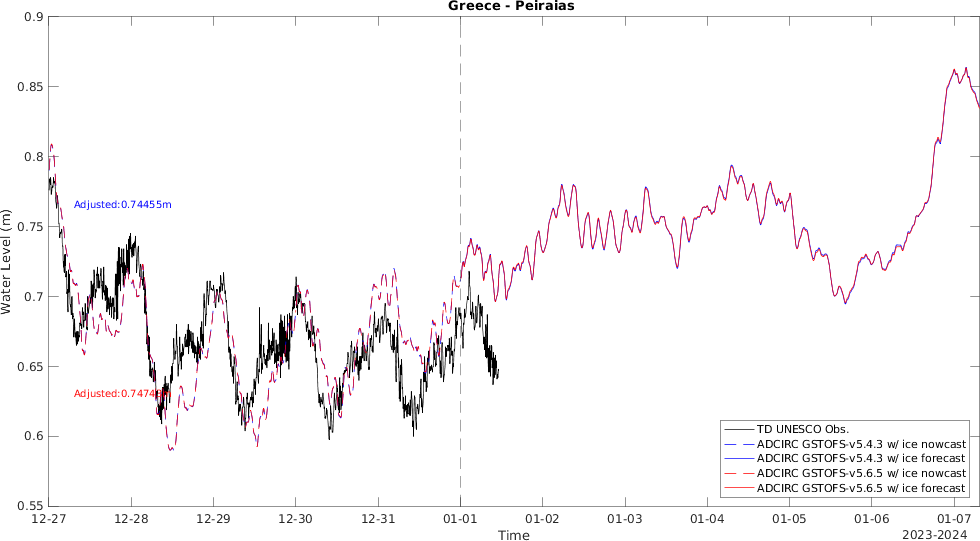 Greece - Peiraias
0.9
0.85
0.8
0.75
0.7
0.65
0.6
0.55
Water Level (m)
Adjusted:0.74455m
TD UNESCO Obs.
ADCIRC GSTOFS-v5.4.3 w/ ice nowcast
ADCIRC GSTOFS-v5.4.3 w/ ice forecast
ADCIRC GSTOFS-v5.6.5 w/ ice nowcast
ADCIRC GSTOFS-v5.6.5 w/ ice forecast
12-27 12-28 12-29 12-30 12-31 01-01 01-02 01-03 01-04 01-05 01-06 01-07
Time
2023-2024